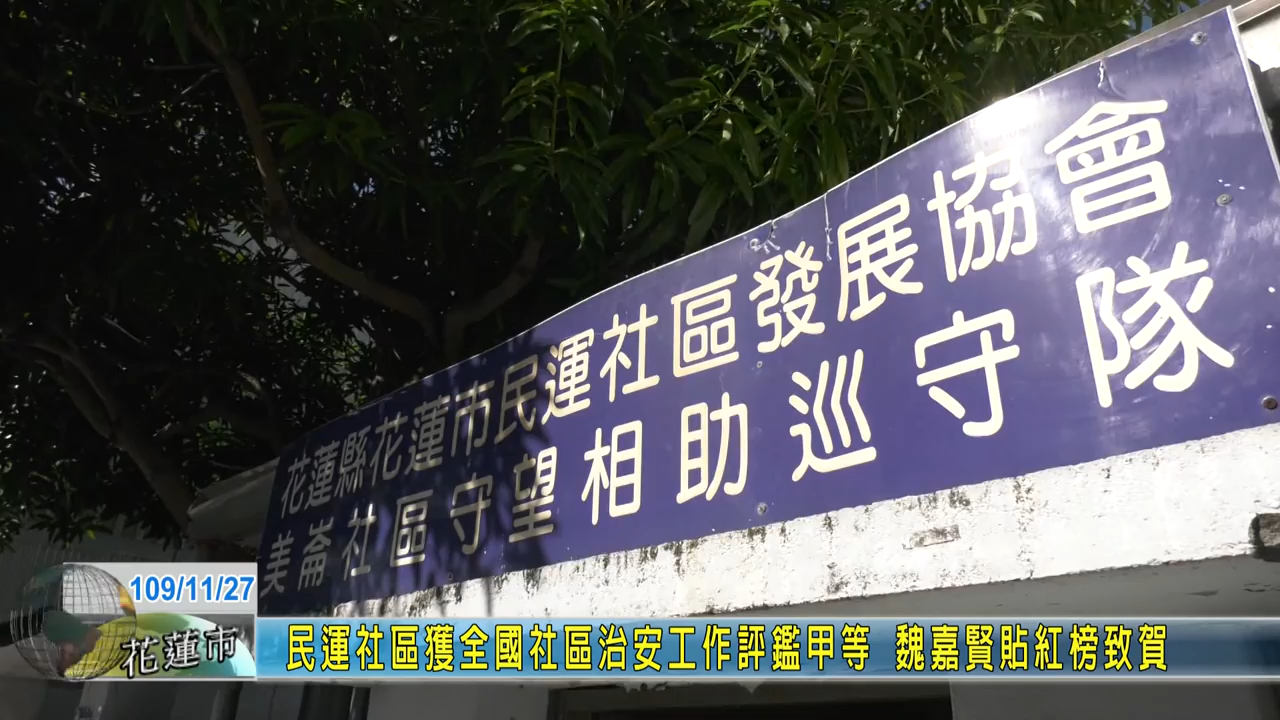 花蓮縣花蓮市民運社區發展協會
美崙社區守望相助巡守隊
109/11/27
花蓮市
民運社區獲全國社區治安工作評鑑甲等 魏嘉賢貼紅榜致賀